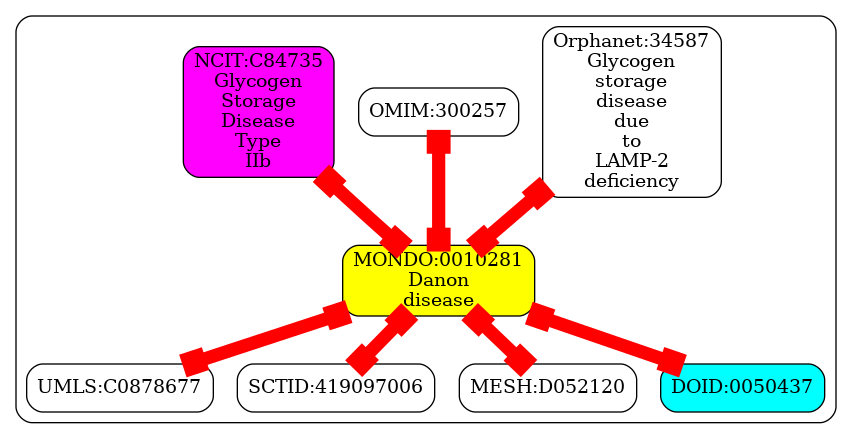 NCIT:C84735
Glycogen
Storage
Disease
Type
IIb
OMIM:300257
Orphanet:34587
Glycogen
storage
disease
due
to
LAMP-2
deficiency
MONDO:0010281
Danon
disease
UMLS:C0878677
SCTID:419097006
MESH:D052120
DOID:0050437